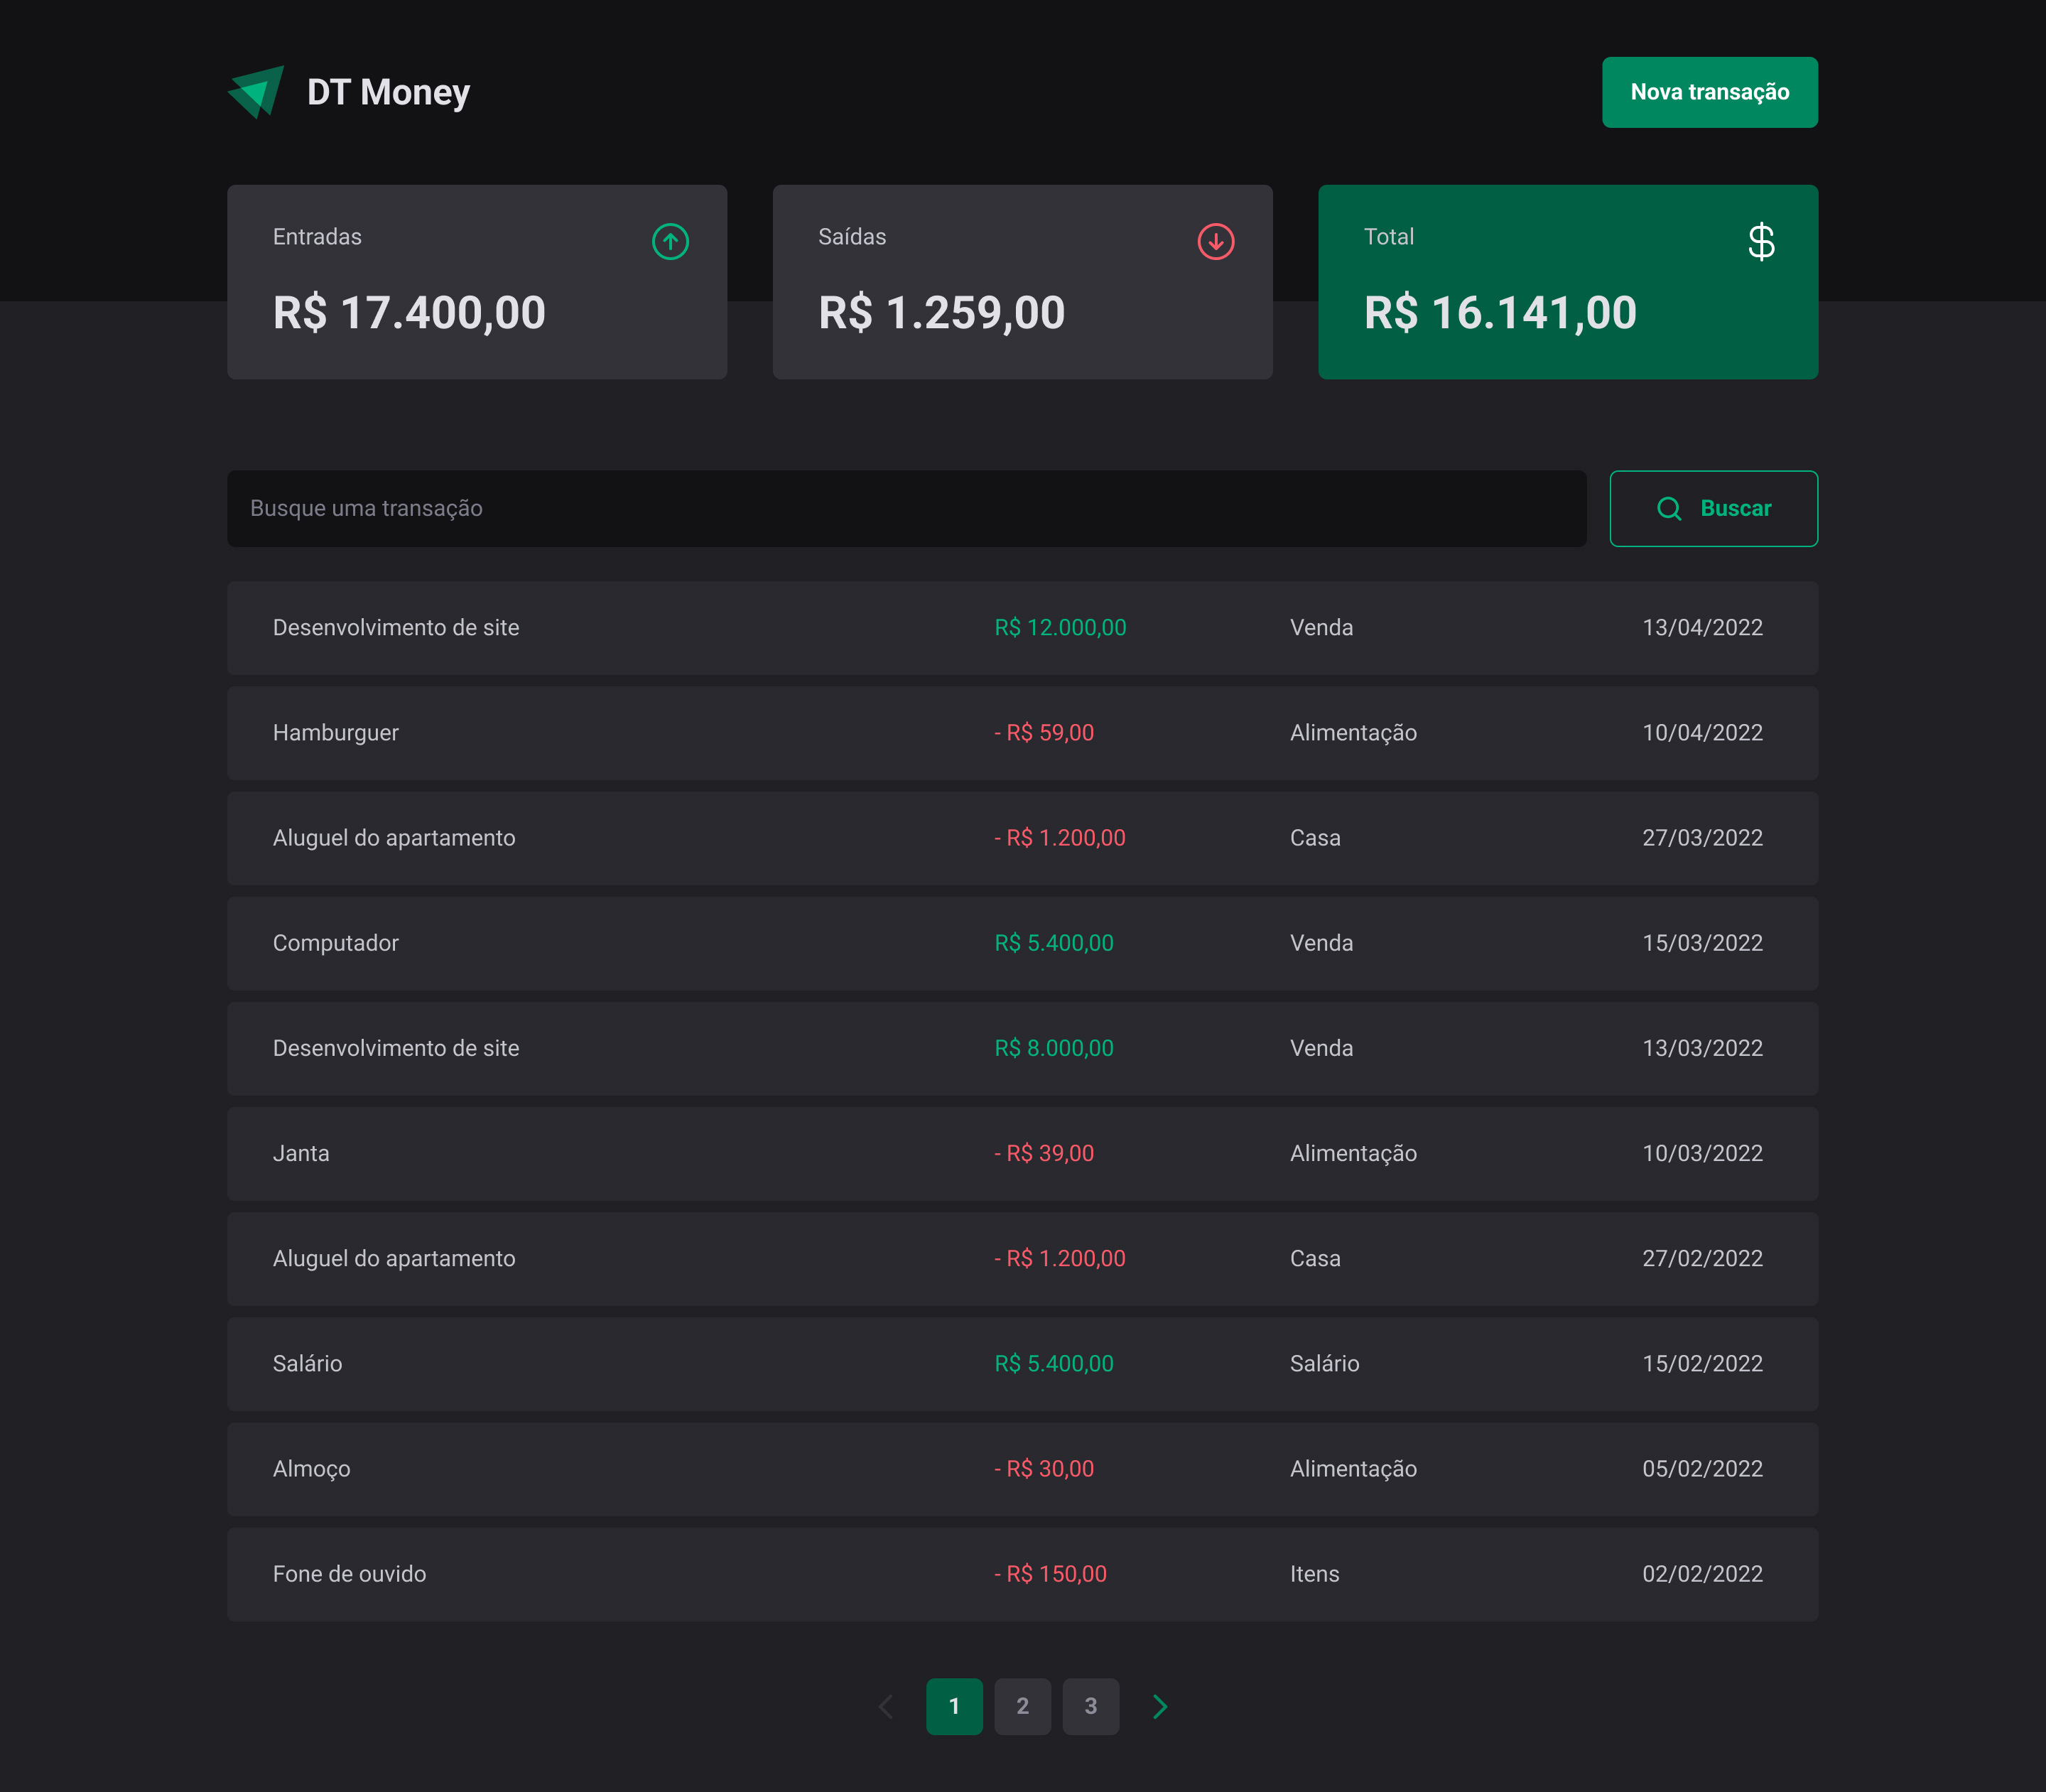 DT Money
Nova transação
Entradas
R$ 17.400,00
Saídas
R$ 1.259,00
Total
$
R$ 16.141,00
Busque uma transação
Buscar
Desenvolvimento de site R$ 12.000,00 Venda 13/04/2022
Hamburguer - R$ 59,00 Alimentação 10/04/2022
Aluguel do apartamento - R$ 1.200,00 Casa 27/03/2022
Computador R$ 5.400,00 Venda 15/03/2022
Desenvolvimento de site R$ 8.000,00 Venda 13/03/2022
Janta - R$ 39,00 Alimentação 10/03/2022
Aluguel do apartamento - R$ 1.200,00 Casa 27/02/2022
Salário R$ 5.400,00 Salário 15/02/2022
Almoço - R$ 30,00 Alimentação 05/02/2022
Fone de ouvido - R$ 150,00 Itens 02/02/2022
1 2 3